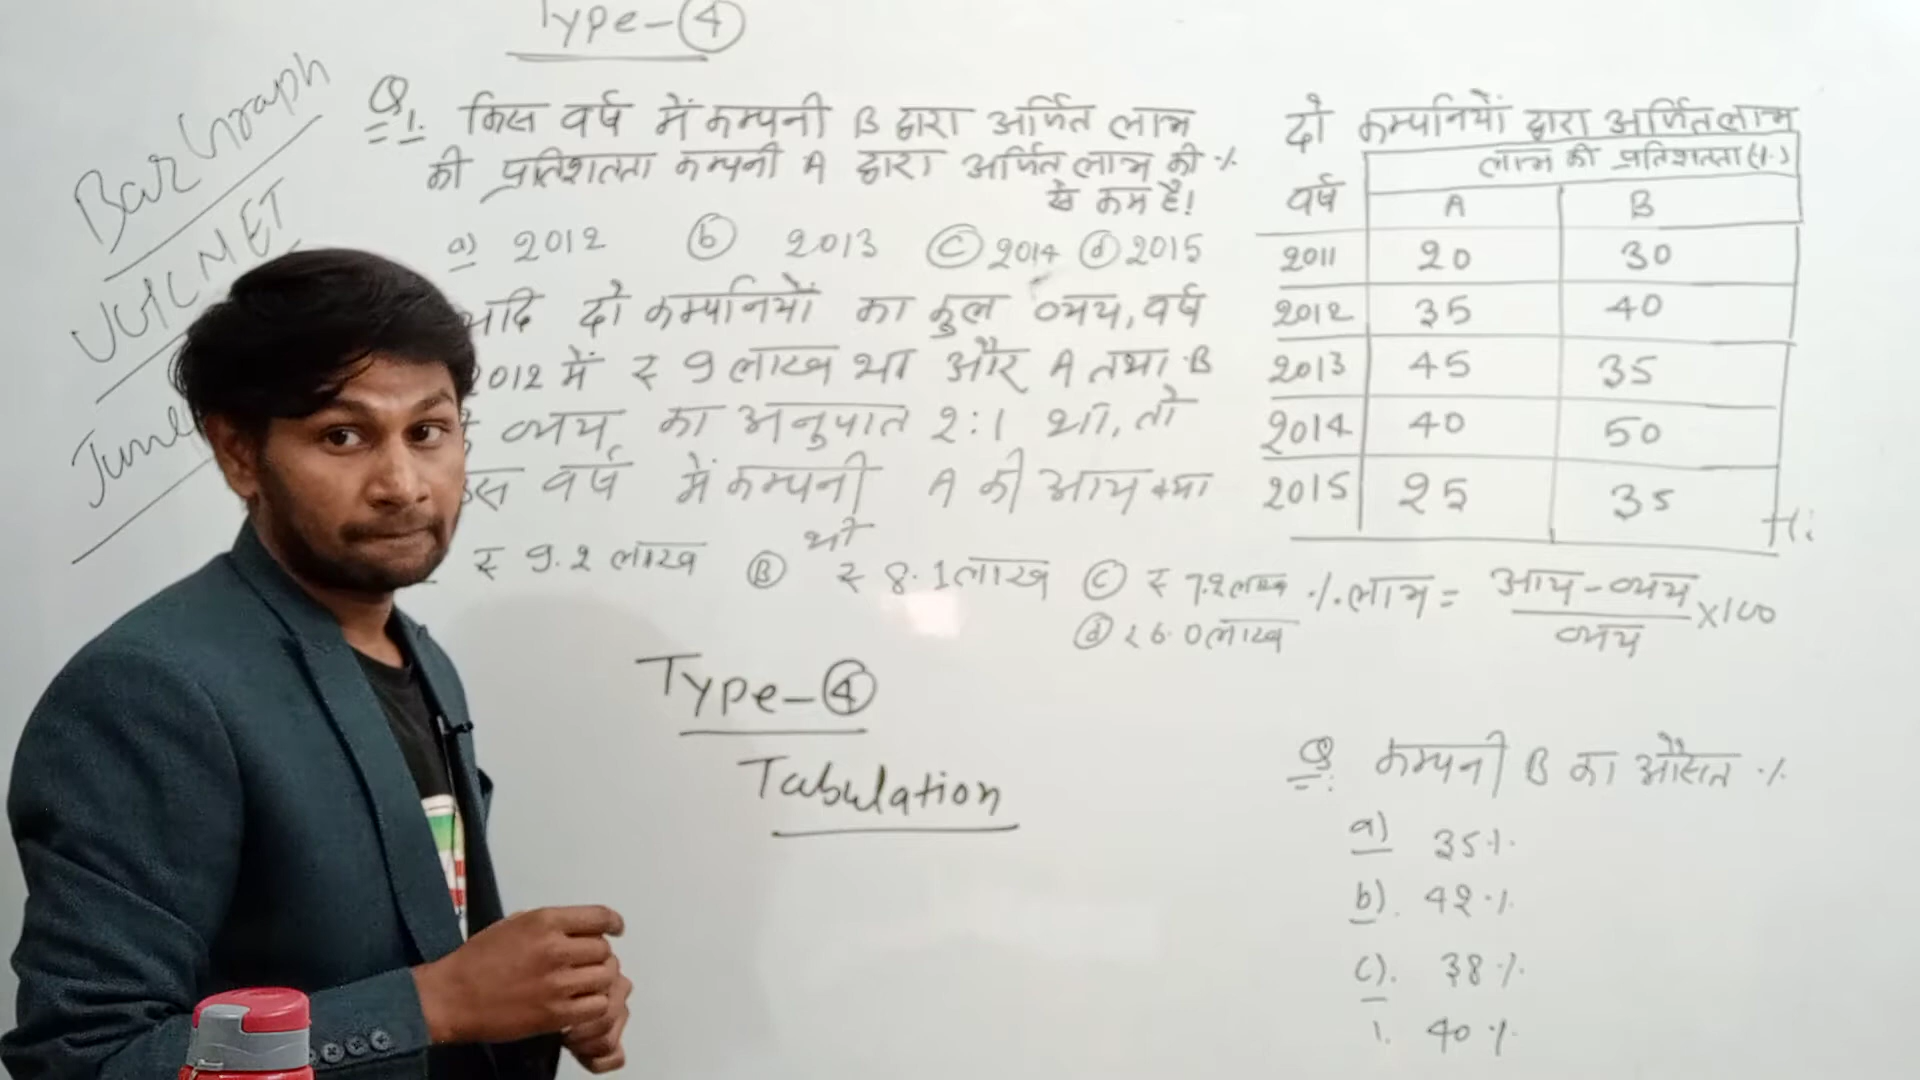 Type-④
Bar Graph
UGC NET
June
Q.1. किस वर्ष में कम्पनी B द्वारा अर्जित लाभ
की प्रतिशतता कम्पनी A द्वारा अर्जित लाभ की %
से कम है!
a) 2012 ⓑ 2013 ⓒ 2014 ⓓ 2015
यदि दो कम्पनियों का कुल व्यय, वर्ष
2012 में ₹ 9 लाख था और A तथा B
के व्यय का अनुपात 2:1 था, तो
इस वर्ष में कम्पनी A की आय क्या
थी
₹ 9.2 लाख Ⓑ ₹ 8.1 लाख ⓒ ₹ 7.2 लाख
ⓓ ₹ 6.0 लाख
दो कम्पनियों द्वारा अर्जित लाभ
लाभ की प्रतिशतता (%)
वर्ष A B
2011 20 30
2012 35 40
2013 45 35
2014 40 50
2015 25 35
%लाभ = आय-व्यय
व्यय ×100
Type-④
Tabulation
Q. कम्पनी B का औसत %
a) 35%
b). 42%
c). 38%
40%